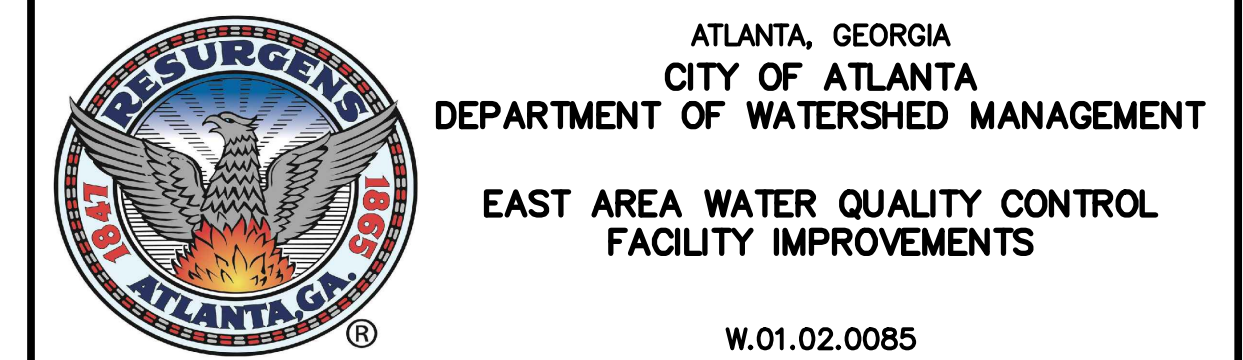 RESURGENS
1847
1865
ATLANTA,GA.
®
ATLANTA, GEORGIA
CITY OF ATLANTA
DEPARTMENT OF WATERSHED MANAGEMENT
EAST AREA WATER QUALITY CONTROL
FACILITY IMPROVEMENTS
W.01.02.0085